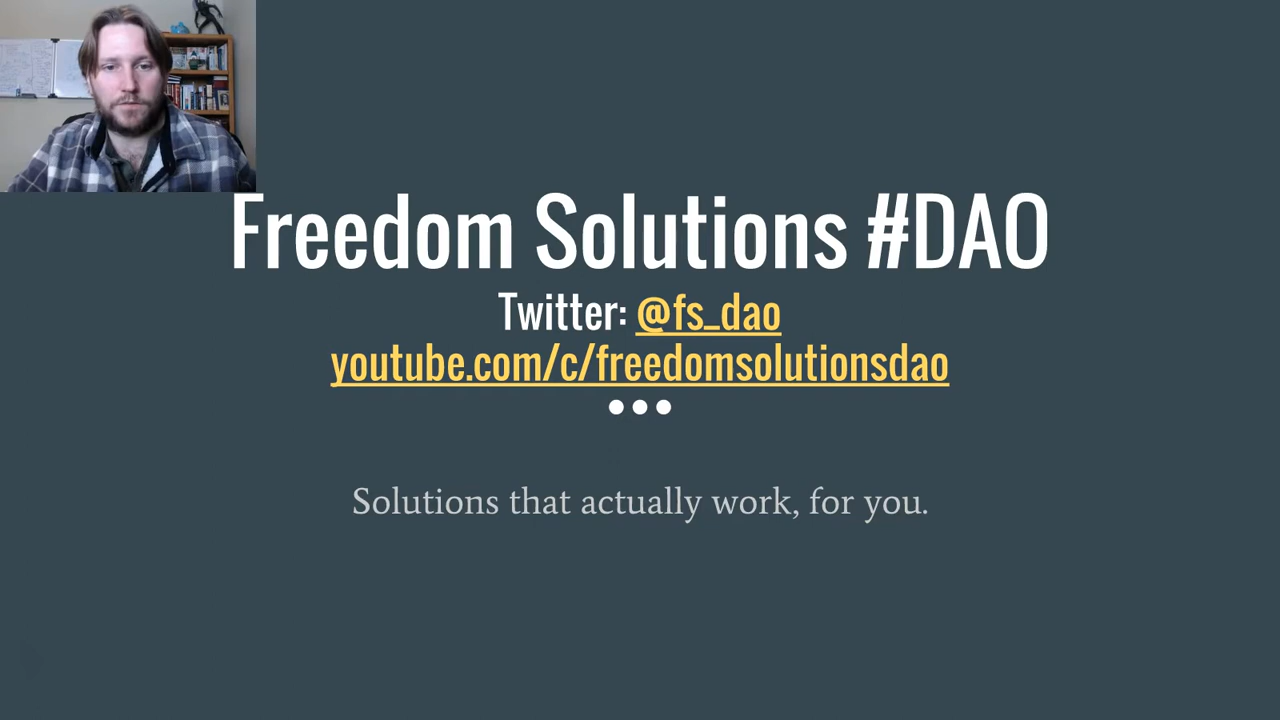 Freedom Solutions #DAO
Twitter: @fs_dao
youtube.com/c/freedomsolutionsdao
Solutions that actually work, for you.